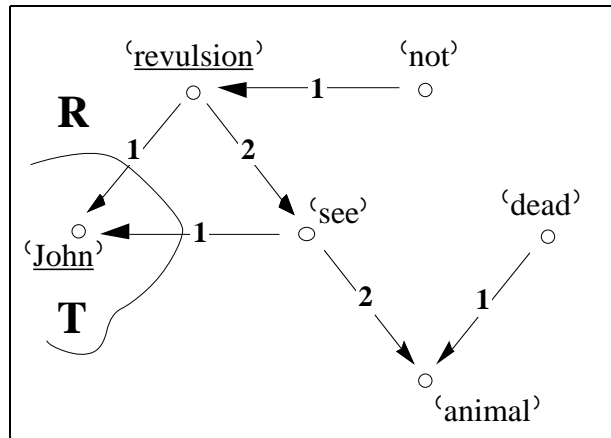 ‘revulsion’ ‘not’
1
R
1 2
‘see’ ‘dead’
1
‘John’
2 1
T
‘animal’